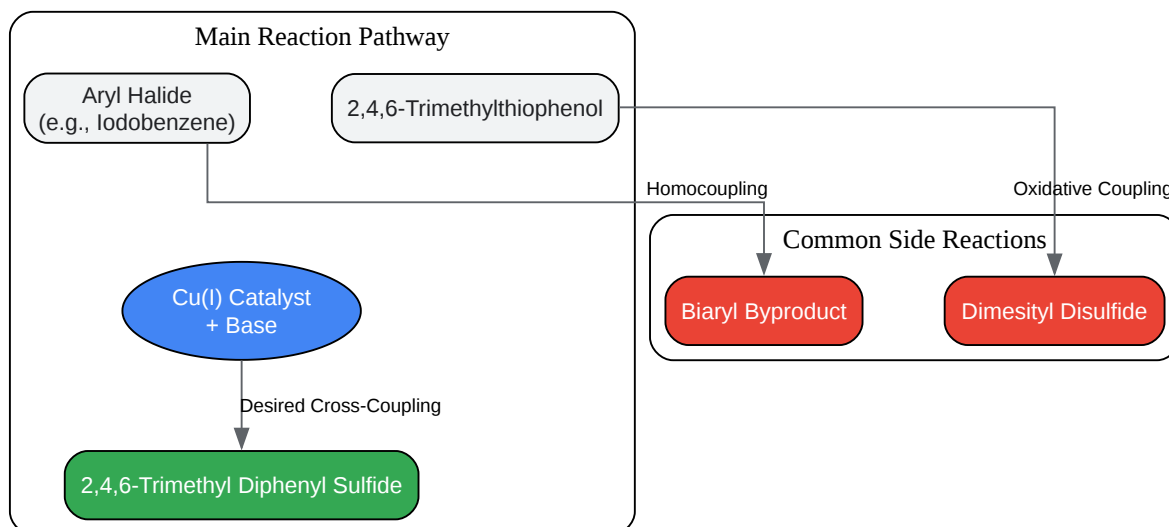 Main Reaction Pathway
Aryl Halide
(e.g., Iodobenzene)
2,4,6-Trimethylthiophenol
Homocoupling
Oxidative Coupling
Common Side Reactions
Cu(I) Catalyst
+ Base
Biaryl Byproduct
Dimesityl Disulfide
Desired Cross-Coupling
2,4,6-Trimethyl Diphenyl Sulfide